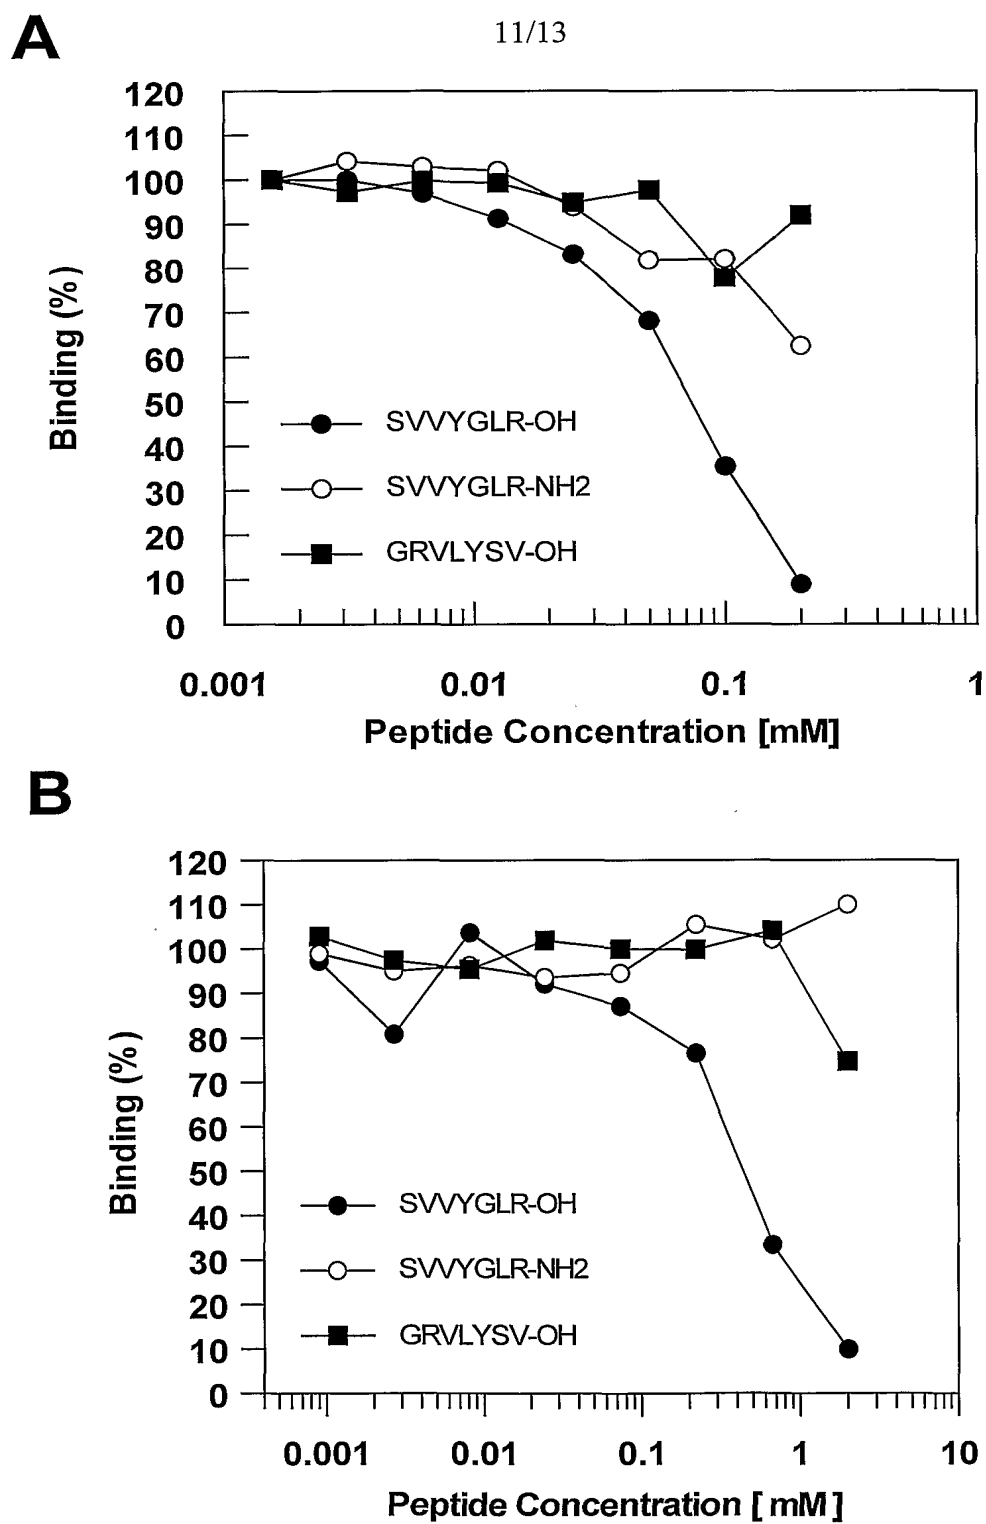 A
11/13
120
110
100
90
80
70
60
50
40
30
20
10
0
Binding (%)
SVVYGLR-OH
SVVYGLR-NH2
GRVLYSV-OH
0.001 0.01 0.1 1
Peptide Concentration [mM]
B
120
110
100
90
80
70
60
50
40
30
20
10
0
Binding (%)
SVVYGLR-OH
SVVYGLR-NH2
GRVLYSV-OH
0.001 0.01 0.1 1 10
Peptide Concentration [ mM ]